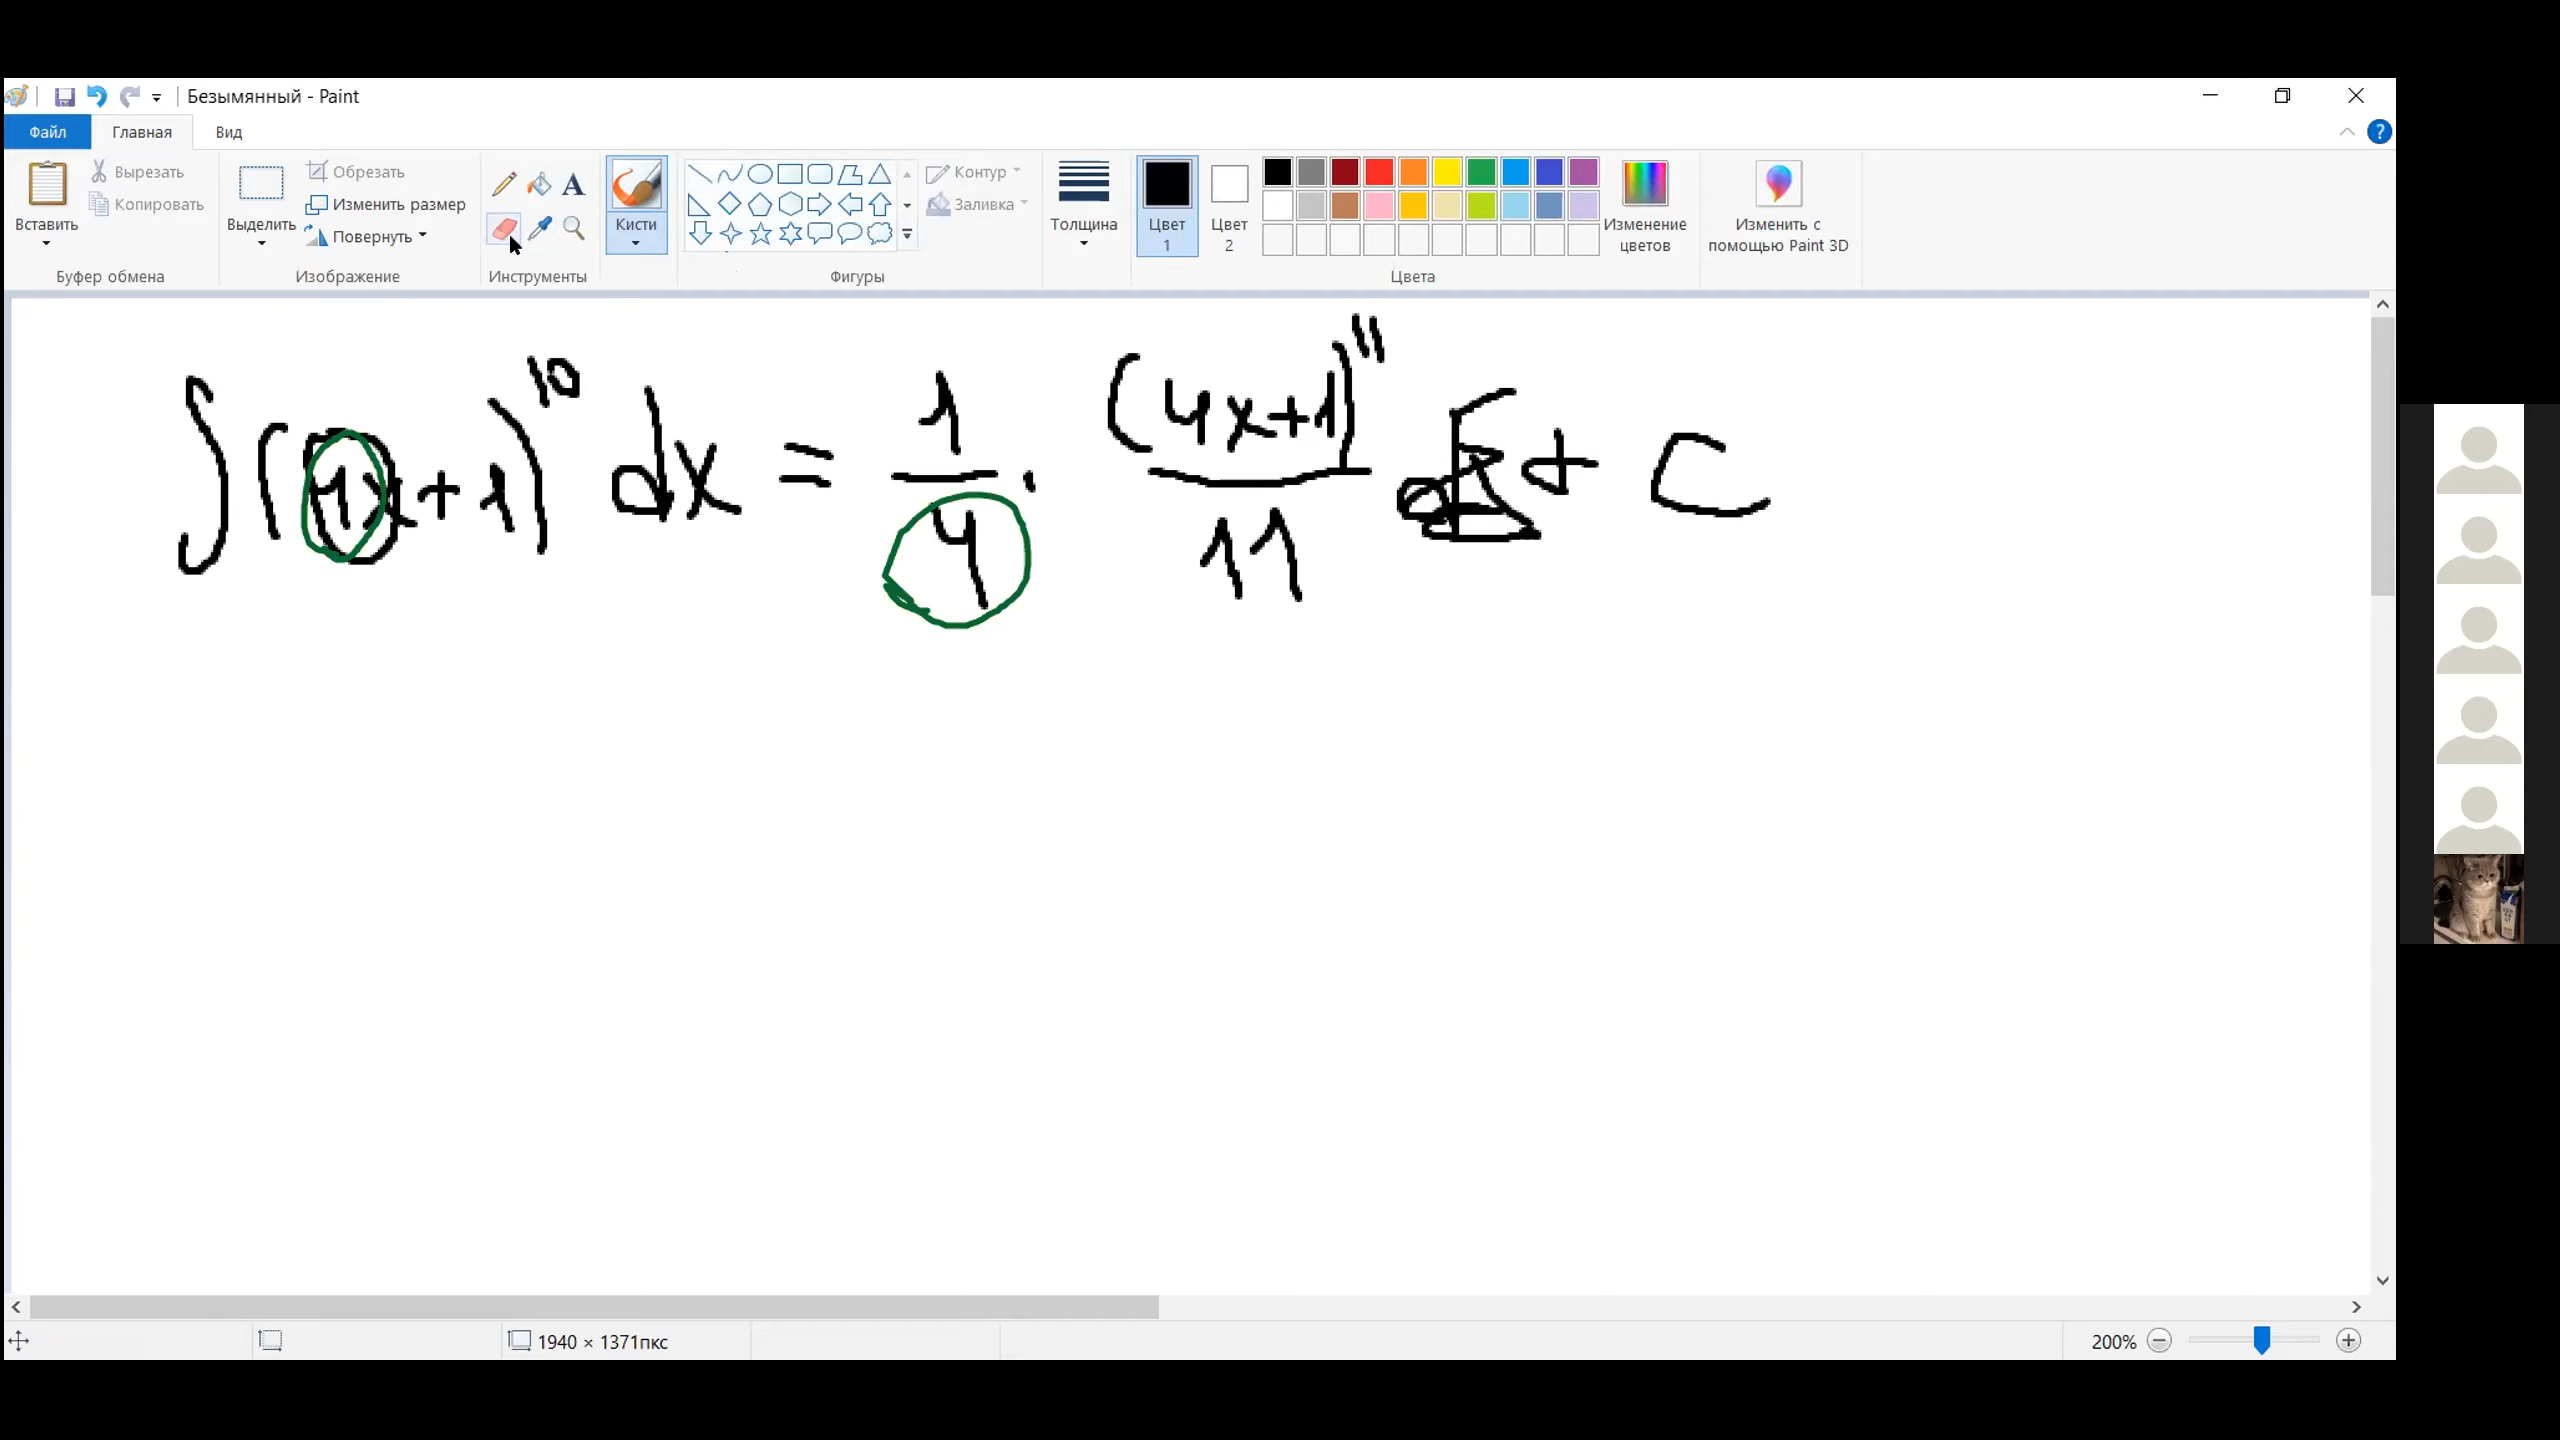 Безымянный - Paint
Файл Главная Вид
Вставить
Вырезать
Копировать
Буфер обмена
Выделить
Обрезать
Изменить размер
Повернуть
Изображение
A
Инструменты
Кисти
Контур
Заливка
Фигуры
Толщина
Цвет 1
Цвет 2
Изменение цветов
Цвета
Изменить с помощью Paint 3D
?
∫(4x+1)^10 dx = 1/4 · (4x+1)^11/11 + C
1940 × 1371пкс
200%